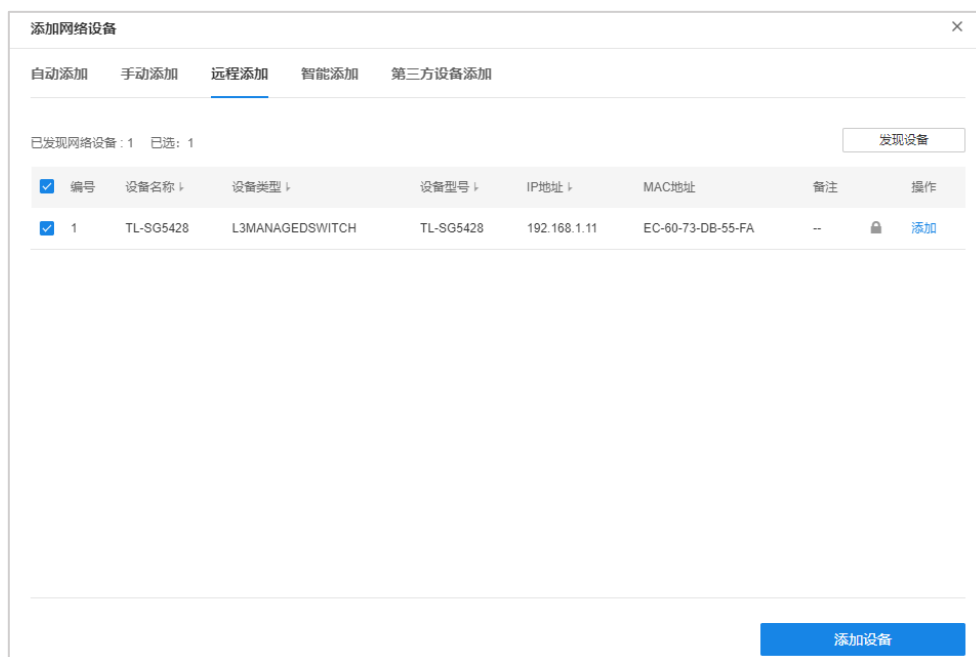 添加网络设备
自动添加 手动添加 远程添加 智能添加 第三方设备添加
已发现网络设备 : 1 已选：1 发现设备
编号 设备名称 设备类型 设备型号 IP地址 MAC地址 备注 操作
1 TL-SG5428 L3MANAGEDSWITCH TL-SG5428 192.168.1.11 EC-60-73-DB-55-FA -- 添加
添加设备